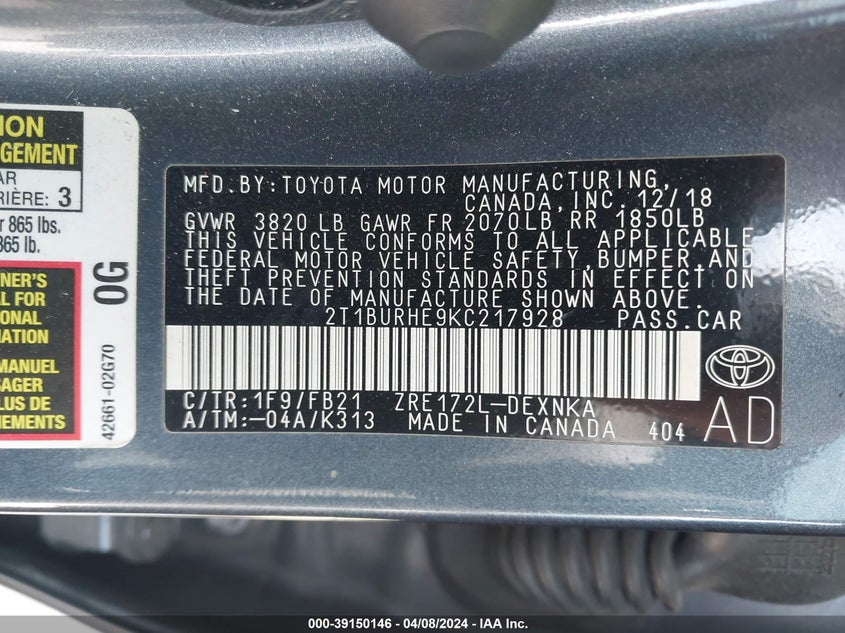 ION
GEMENT
AR
RIÈRE: 3
r 865 lbs.
865 lb.
NER'S
L FOR
IONAL
MATION
MANUEL
SAGER
LUS DE
EMENTS
0G
42661-02G70
MFD.BY:TOYOTA MOTOR MANUFACTURING,
CANADA,INC.12/18
GVWR 3820 LB GAWR FR 2070LB RR 1850LB
THIS VEHICLE CONFORMS TO ALL APPLICABLE
FEDERAL MOTOR VEHICLE SAFETY,BUMPER,AND
THEFT PREVENTION STANDARDS IN EFFECT ON
THE DATE OF MANUFACTURE SHOWN ABOVE.
2T1BURHE9KC217928 PASS.CAR
C/TR:1F9/FB21 ZRE172L-DEXNKA
A/TM:-04A/K313 MADE IN CANADA 404
AD
000-39150146 - 04/08/2024 - IAA Inc.